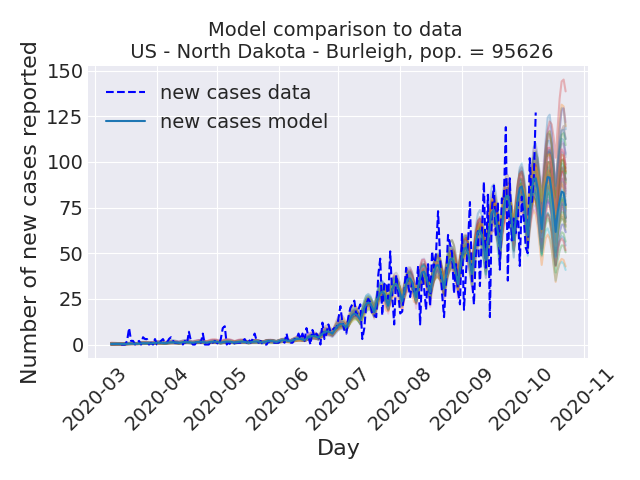 Model comparison to data
US - North Dakota - Burleigh, pop. = 95626
Number of new cases reported
150
125
100
75
50
25
0
new cases data
new cases model
2020-03
2020-04
2020-05
2020-06
2020-07
2020-08
2020-09
2020-10
2020-11
Day